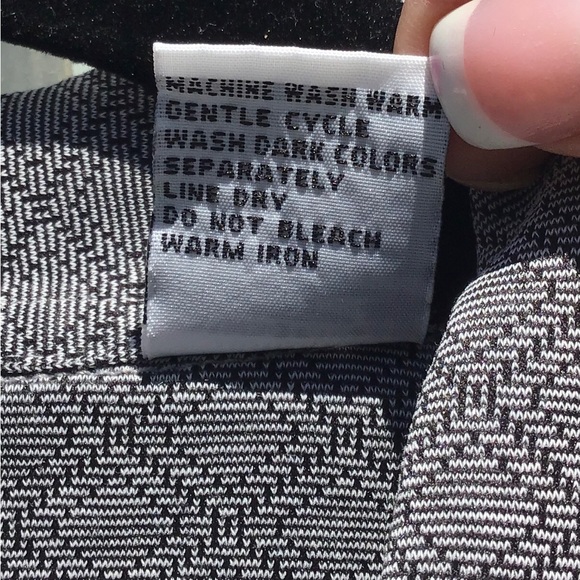 MACHINE WASH WARM
GENTLE CYCLE
WASH DARK COLORS
SEPARATELY
LINE DRY
DO NOT BLEACH
WARM IRON